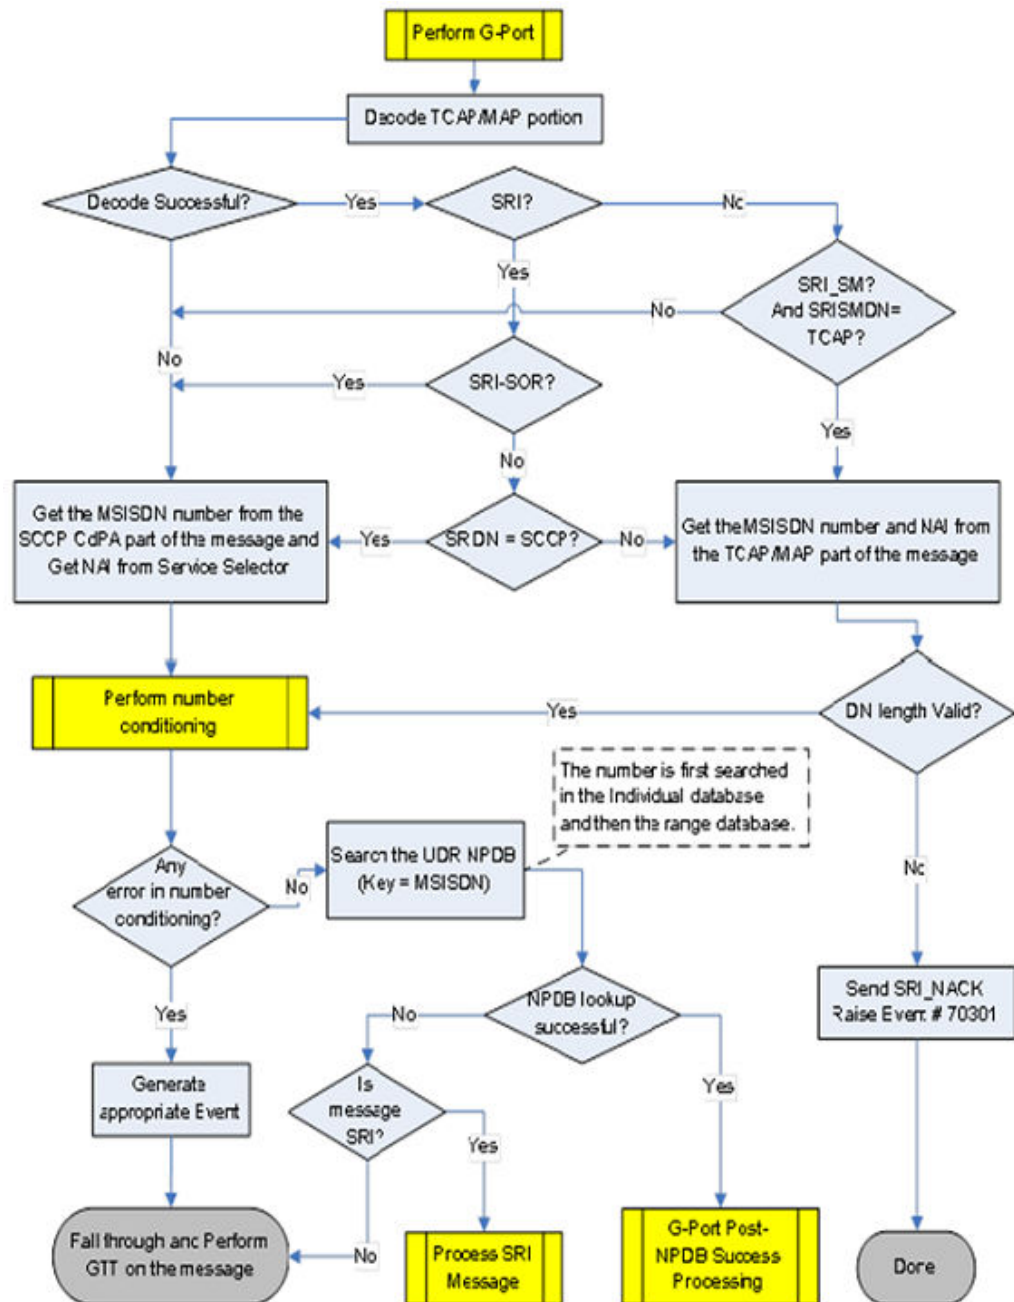 Perform G-Port
Decode TCAP/MAP portion
Decode Successful?
Yes
SRI?
No
SRI_SM?
And SRISMDN=
TCAP?
Yes
No
No
SRI-SOR?
Yes
Yes
No
Get the MSISDN number from the
SCCP CdPA part of the message and
Get NAI from Service Selector
Yes
SRDN = SCCP?
No
Get the MSISDN number and NAI from
the TCAP/MAP part of the message
Perform number
conditioning
Yes
DN length Valid?
The number is first searched
in the Individual database
and then the range database.
Any
error in number
conditioning?
No
Search the UDR NPDB
(Key = MSISDN)
No
Yes
No
NPDB lookup
successful?
Send SRI_NACK
Raise Event # 70301
Generate
appropriate Event
Is
message
SRI?
Yes
Yes
Fall through and Perform
GTT on the message
No
Process SRI
Message
G-Port Post-
NPDB Success
Processing
Done